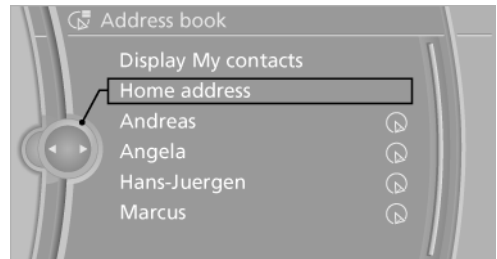 Address book
Display My contacts
Home address
Andreas
Angela
Hans-Juergen
Marcus